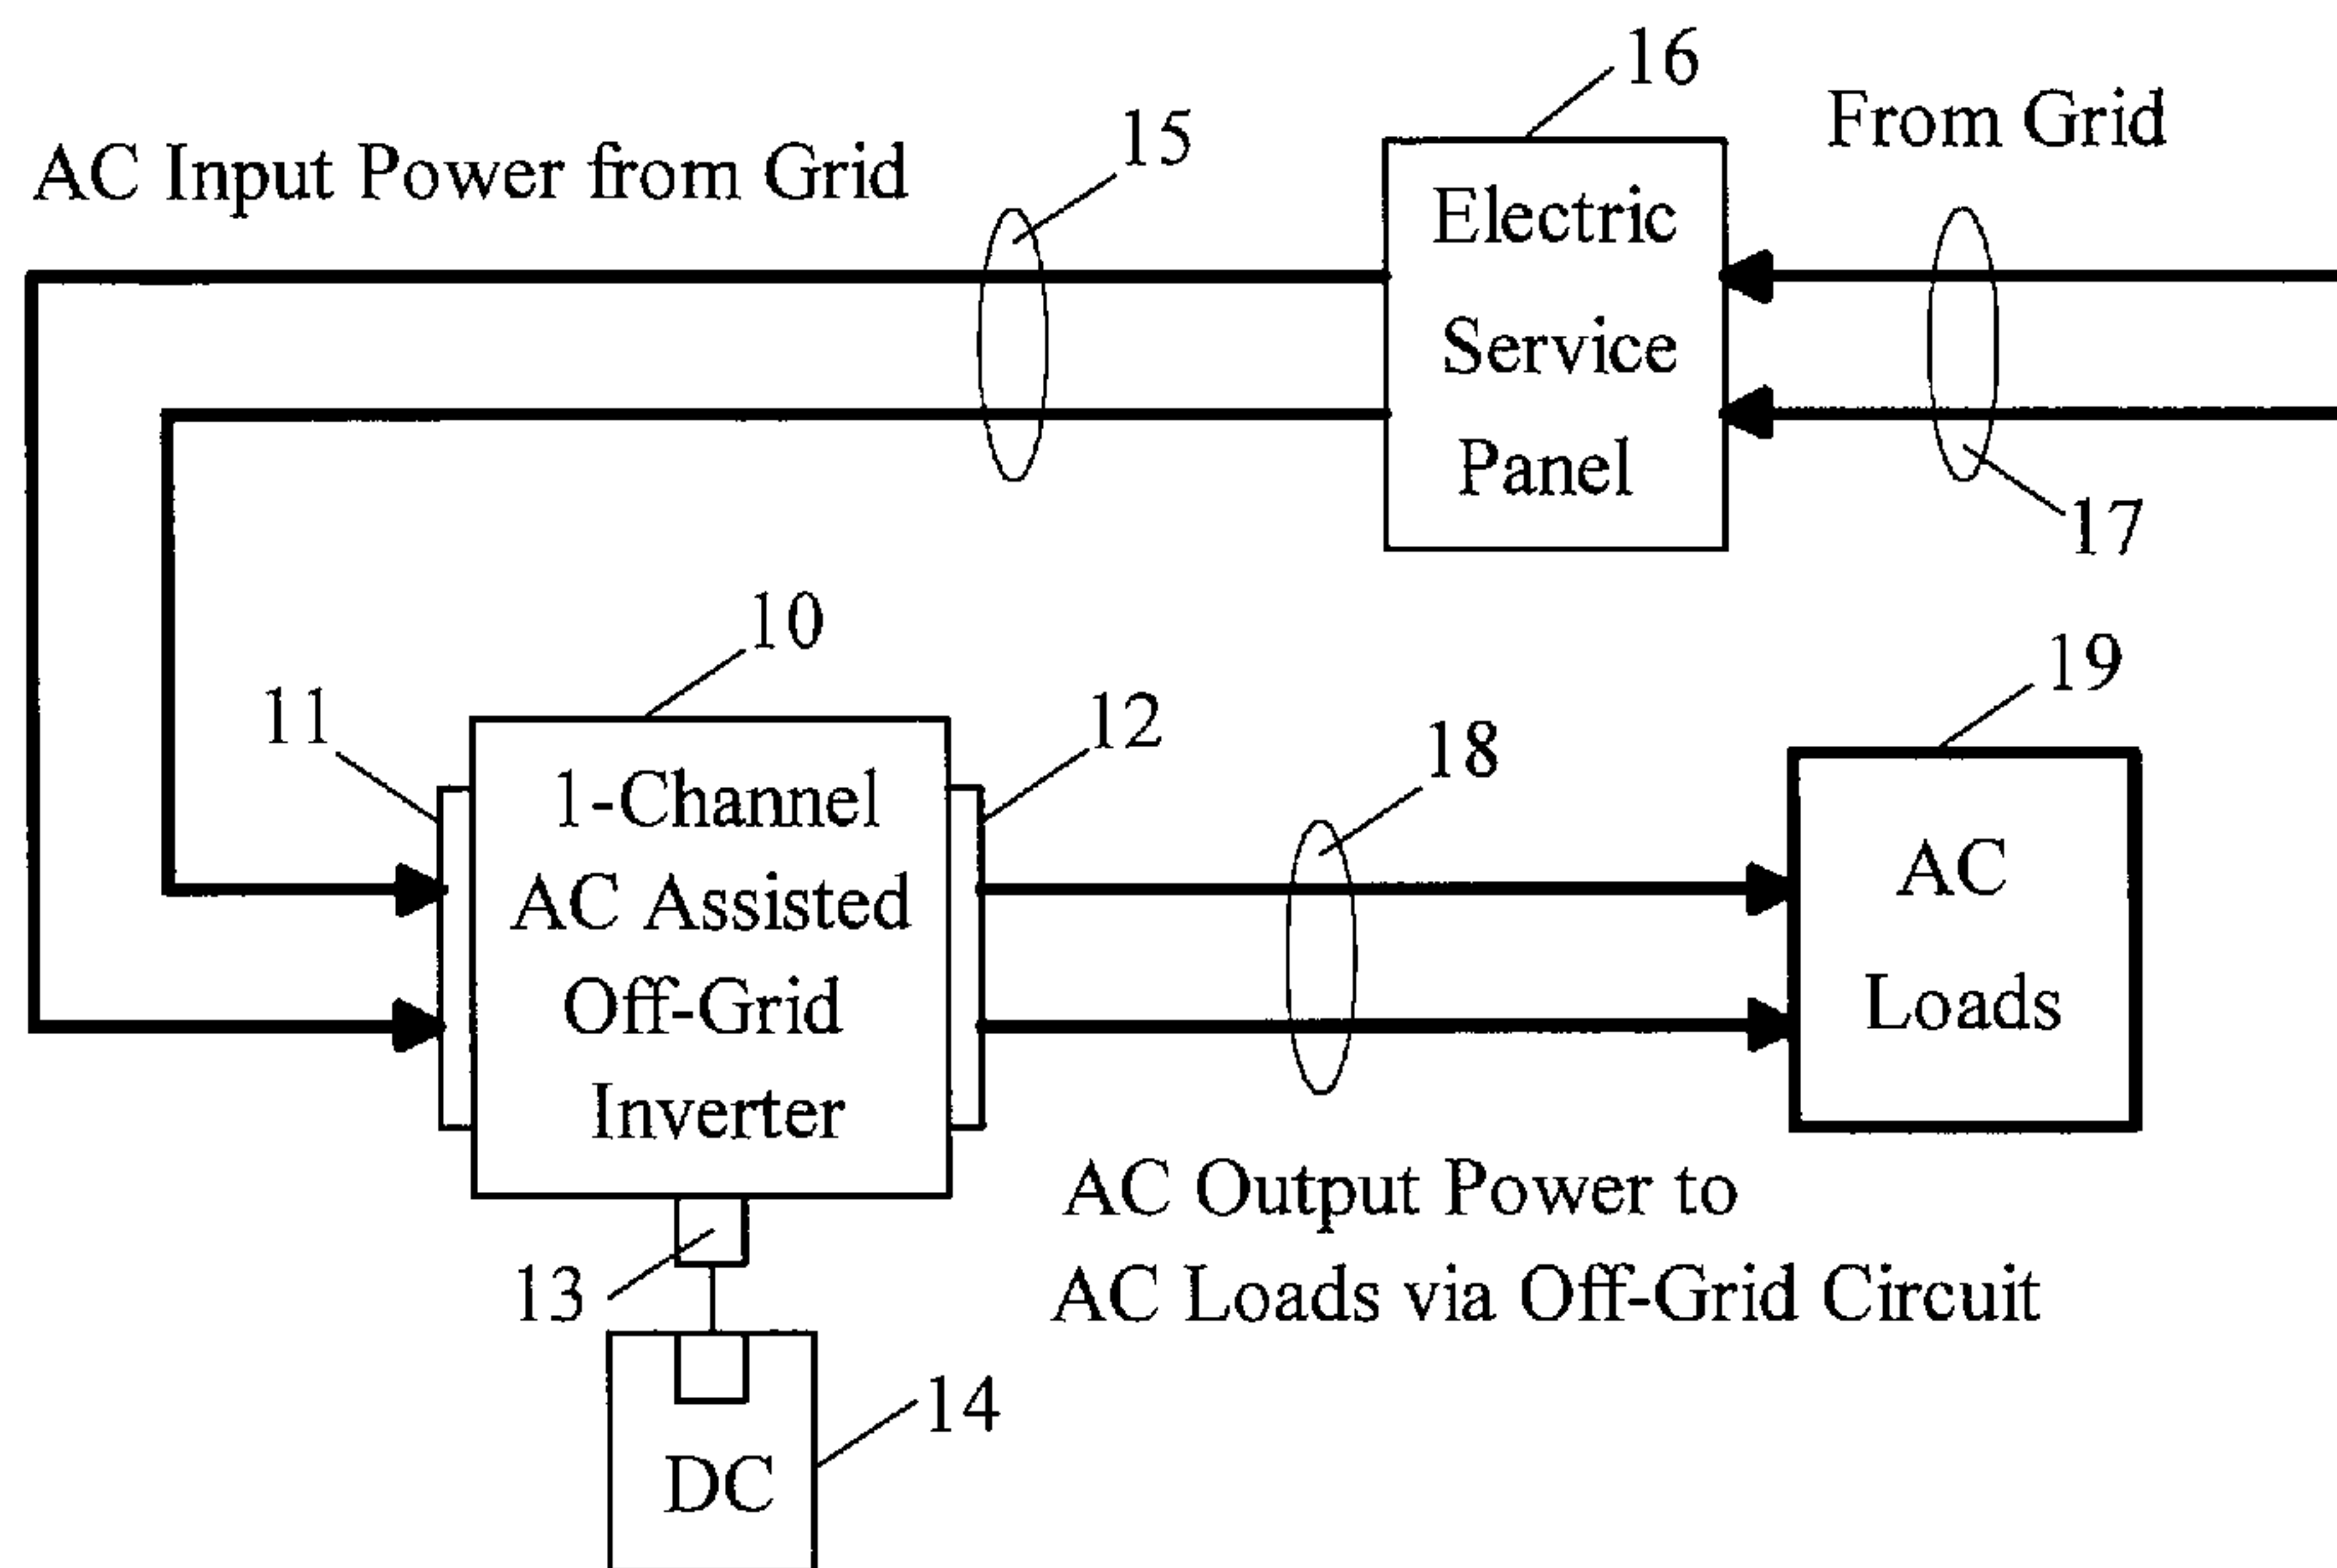 16
From Grid
15
AC Input Power from Grid
Electric
Service
Panel
17
10
19
11
12
18
1-Channel
AC Assisted
Off-Grid
Inverter
AC
Loads
AC Output Power to
AC Loads via Off-Grid Circuit
13
14
DC